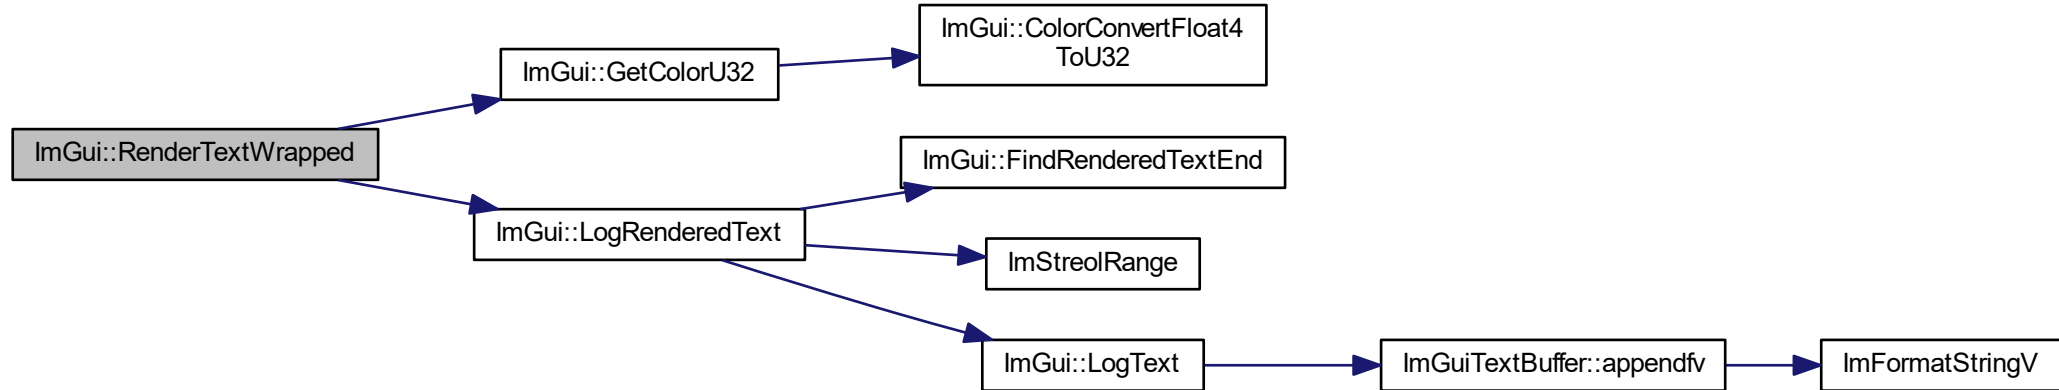 ImGui::RenderTextWrapped
ImGui::GetColorU32
ImGui::ColorConvertFloat4
ToU32
ImGui::LogRenderedText
ImGui::FindRenderedTextEnd
ImStreolRange
ImGui::LogText
ImGuiTextBuffer::appendfv
ImFormatStringV